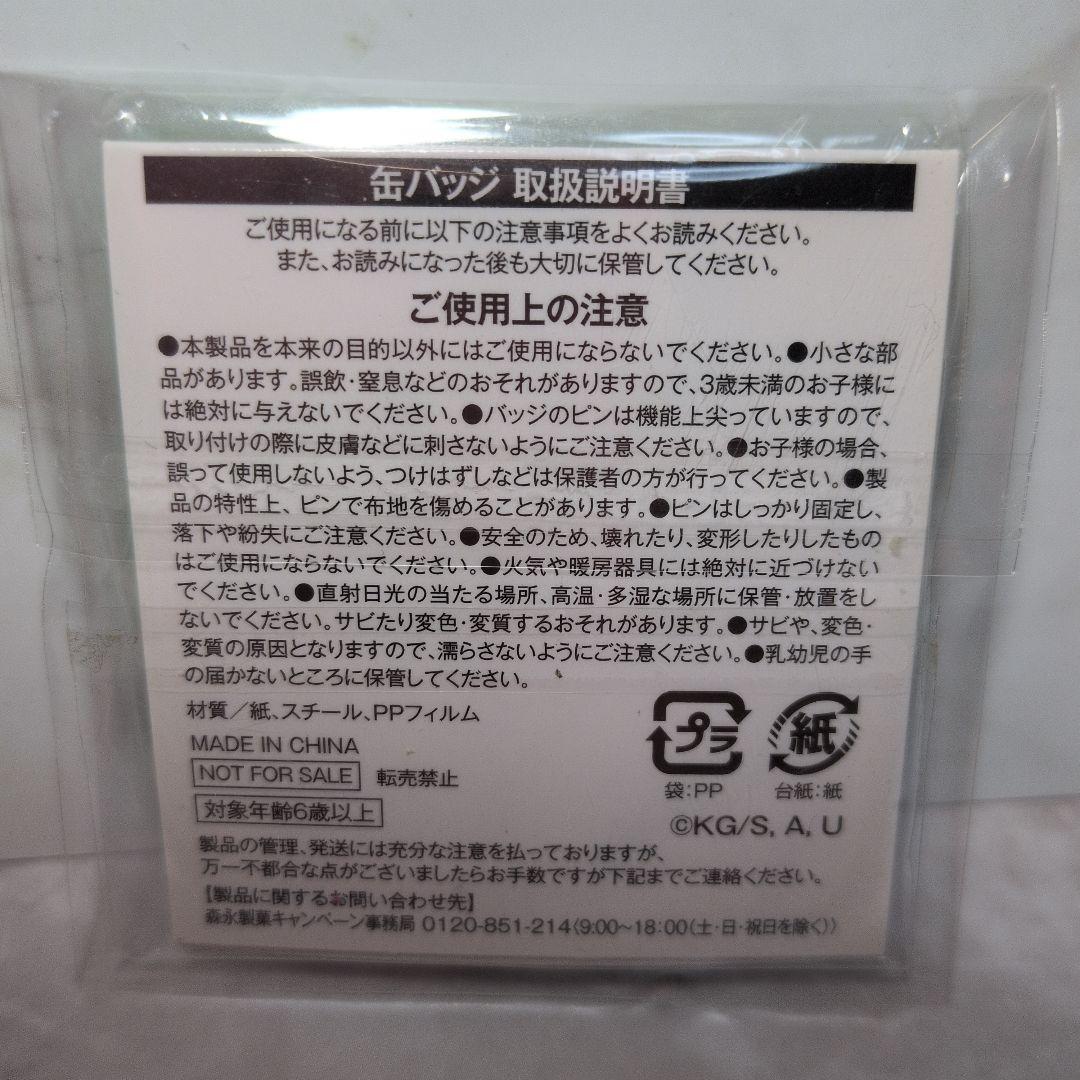 缶バッジ 取扱説明書
ご使用になる前に以下の注意事項をよくお読みください。
また、お読みになった後も大切に保管してください。
ご使用上の注意
●本製品を本来の目的以外にはご使用にならないでください。●小さな部
品があります。誤飲・窒息などのおそれがありますので、3歳未満のお子様に
は絶対に与えないでください。●バッジのピンは機能上尖っていますので、
取り付けの際に皮膚などに刺さないようにご注意ください。●お子様の場合、
誤って使用しないよう、つけはずしなどは保護者の方が行ってください。●製
品の特性上、ピンで布地を傷めることがあります。●ピンはしっかり固定し、
落下や紛失にご注意ください。●安全のため、壊れたり、変形したりしたもの
はご使用にならないでください。●火気や暖房器具には絶対に近づけない
でください。●直射日光の当たる場所、高温・多湿な場所に保管・放置をし
ないでください。サビたり変色・変質するおそれがあります。●サビや、変色・
変質の原因となりますので、濡らさないようにご注意ください。●乳幼児の手
の届かないところに保管してください。
材質／紙、スチール、PPフィルム
MADE IN CHINA
NOT FOR SALE 転売禁止
対象年齢6歳以上
プラ
袋:PP
紙
台紙:紙
©KG/S, A, U
製品の管理、発送には充分な注意を払っておりますが、
万一不都合な点がございましたらお手数ですが下記までご連絡ください。
【製品に関するお問い合わせ先】
森永製菓キャンペーン事務局 0120-851-214〈9:00～18:00(土・日・祝日を除く)〉